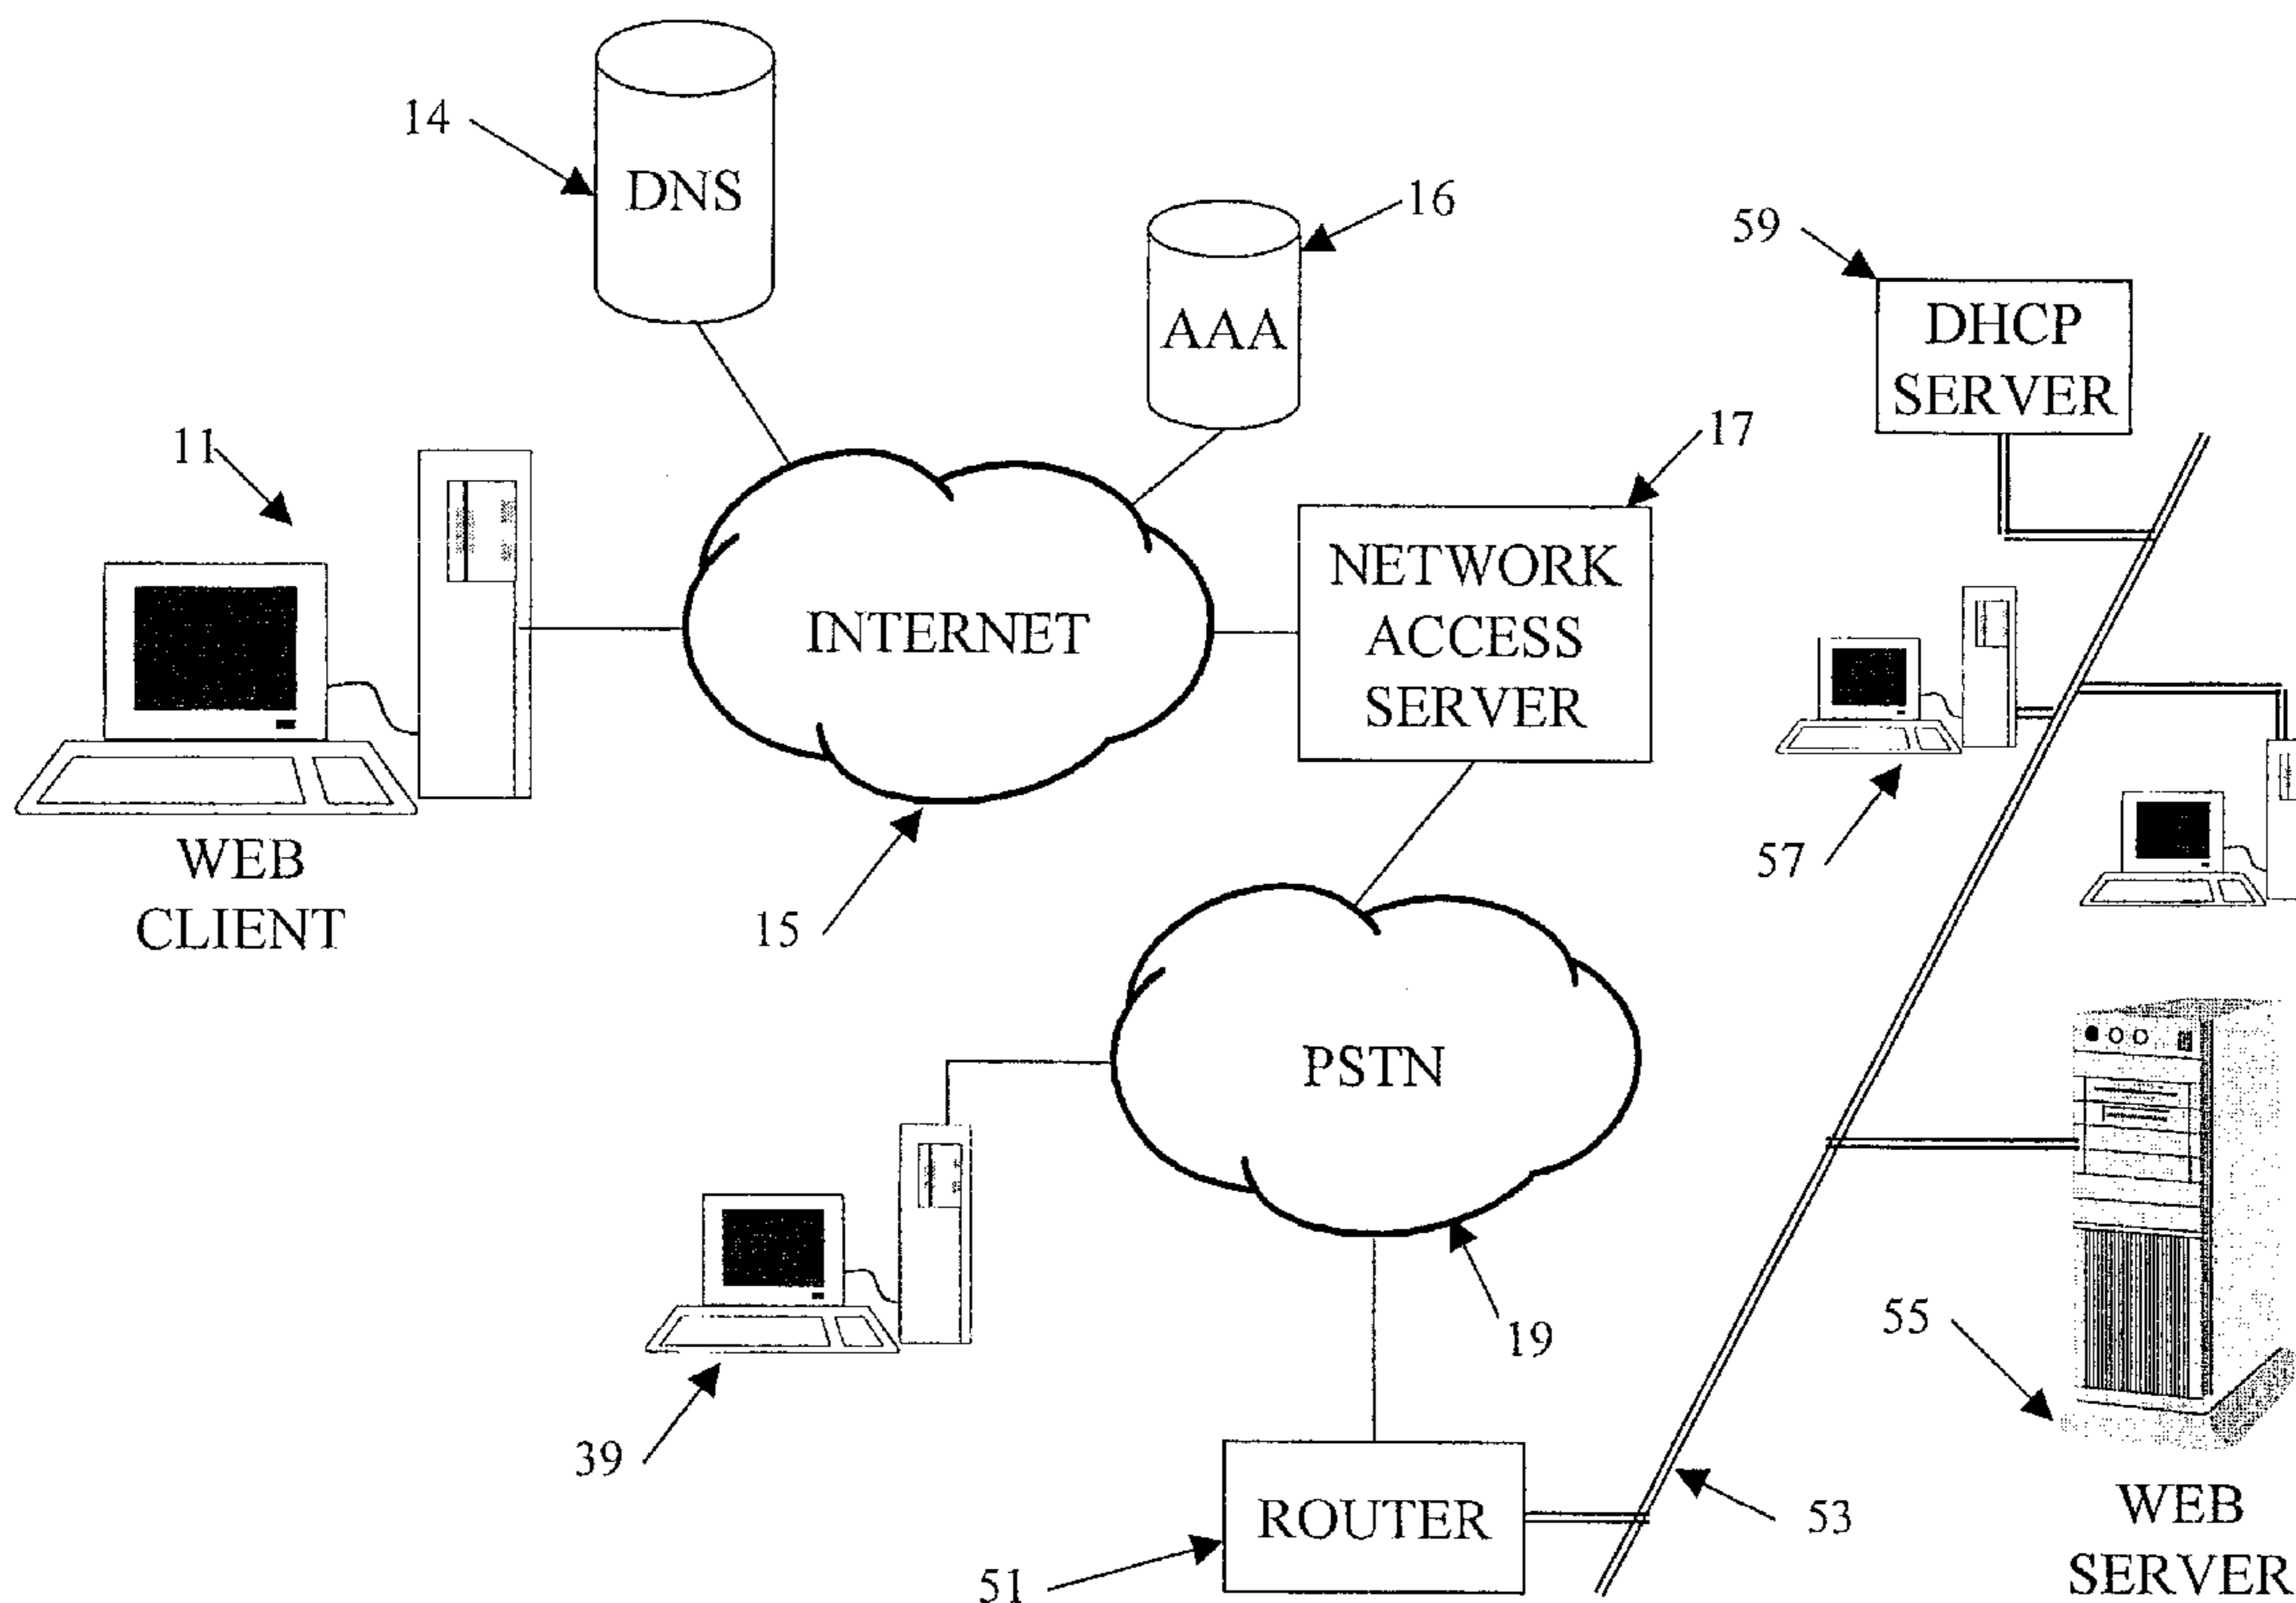 14
DNS
16
AAA
59
DHCP
SERVER
11
17
NETWORK
ACCESS
SERVER
INTERNET
WEB
CLIENT
15
57
PSTN
39
19
55
ROUTER
51
53
WEB
SERVER